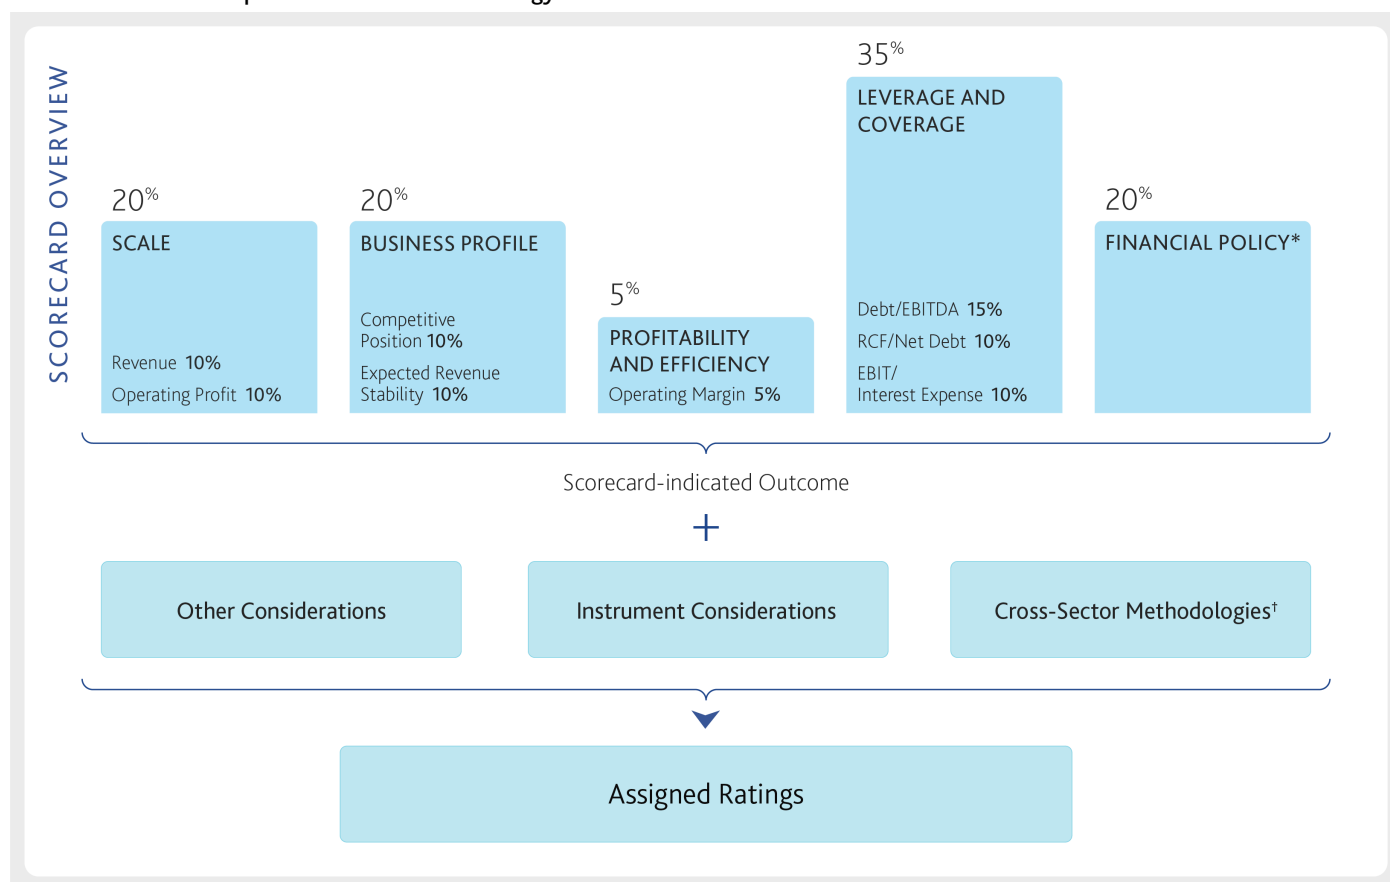 SCORECARD OVERVIEW
20%
SCALE
Revenue 10%
Operating Profit 10%
20%
BUSINESS PROFILE
Competitive
Position 10%
Expected Revenue
Stability 10%
5%
PROFITABILITY
AND EFFICIENCY
Operating Margin 5%
35%
LEVERAGE AND
COVERAGE
Debt/EBITDA 15%
RCF/Net Debt 10%
EBIT/
Interest Expense 10%
20%
FINANCIAL POLICY*
Scorecard-indicated Outcome
+
Other Considerations
Instrument Considerations
Cross-Sector Methodologies†
Assigned Ratings